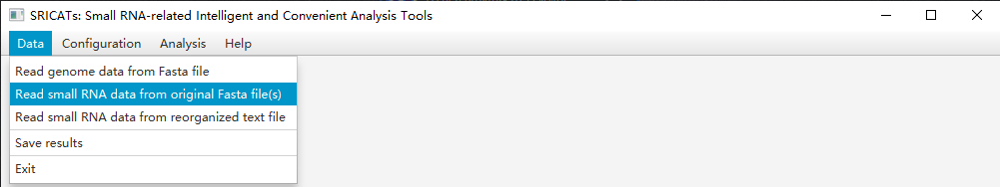 SRICATs: Small RNA-related Intelligent and Convenient Analysis Tools
Data Configuration Analysis Help
Read genome data from Fasta file
Read small RNA data from original Fasta file(s)
Read small RNA data from reorganized text file
Save results
Exit